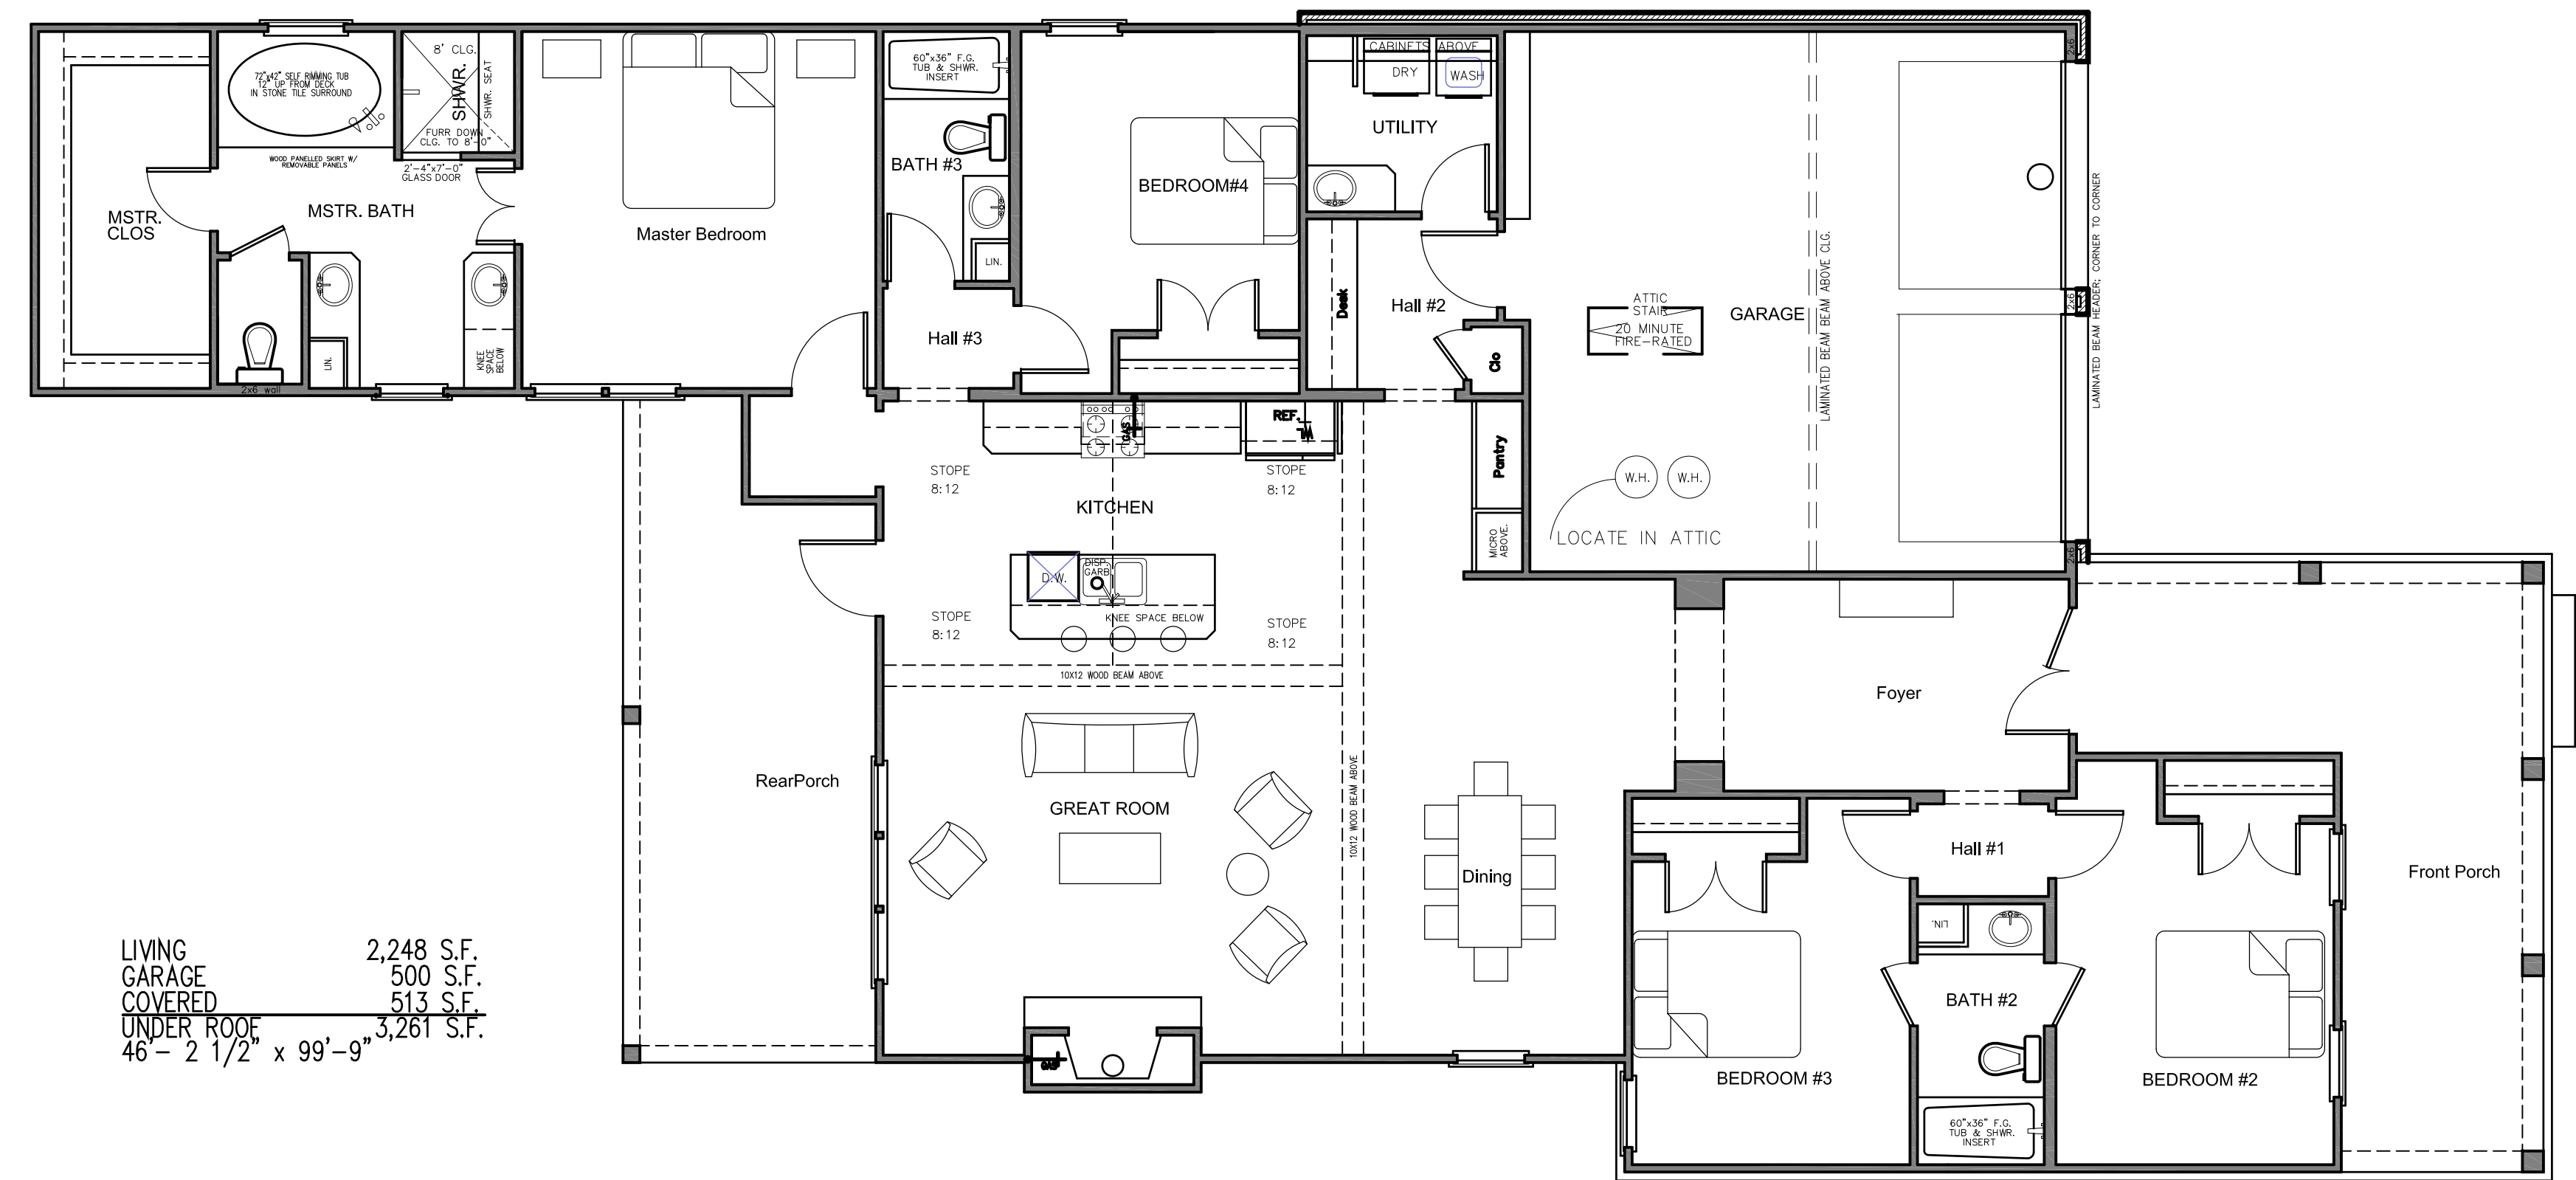 72"x42" SELF RIMMING TUB
12" UP FROM DECK
IN STONE TILE SURROUND
WOOD PANELLED SKIRT W/
REMOVABLE PANELS
8' CLG.
SHWR.
SHWR. SEAT
FURR DOWN
CLG. TO 8'-0"
2'-4"x7'-0"
GLASS DOOR
MSTR.
CLOS
MSTR. BATH
LIN.
KNEE
SPACE
BELOW
2x6 wall
Master Bedroom
60"x36" F.G.
TUB & SHWR.
INSERT
BATH #3
LIN.
Hall #3
BEDROOM#4
CABINETS ABOVE
DRY
WASH
UTILITY
Desk
Hall #2
Clo
ATTIC
STAIR
20 MINUTE
FIRE-RATED
GARAGE
LAMINATED BEAM ABOVE CLG.
2x6
2x6
2x6
LAMINATED BEAM HEADER; CORNER TO CORNER
W.H.
W.H.
LOCATE IN ATTIC
GAS
REF.
Pantry
MICRO
ABOVE.
STOPE
8:12
STOPE
8:12
KITCHEN
D.W.
DISP.
GARB
KNEE SPACE BELOW
STOPE
8:12
STOPE
8:12
10X12 WOOD BEAM ABOVE
10X12 WOOD BEAM ABOVE
Foyer
RearPorch
GREAT ROOM
Dining
GAS
Hall #1
LIN.
BATH #2
60"x36" F.G.
TUB & SHWR.
INSERT
BEDROOM #3
BEDROOM #2
Front Porch
LIVING 2,248 S.F.
GARAGE 500 S.F.
COVERED 513 S.F.
UNDER ROOF 3,261 S.F.
46'- 2 1/2" x 99'-9"